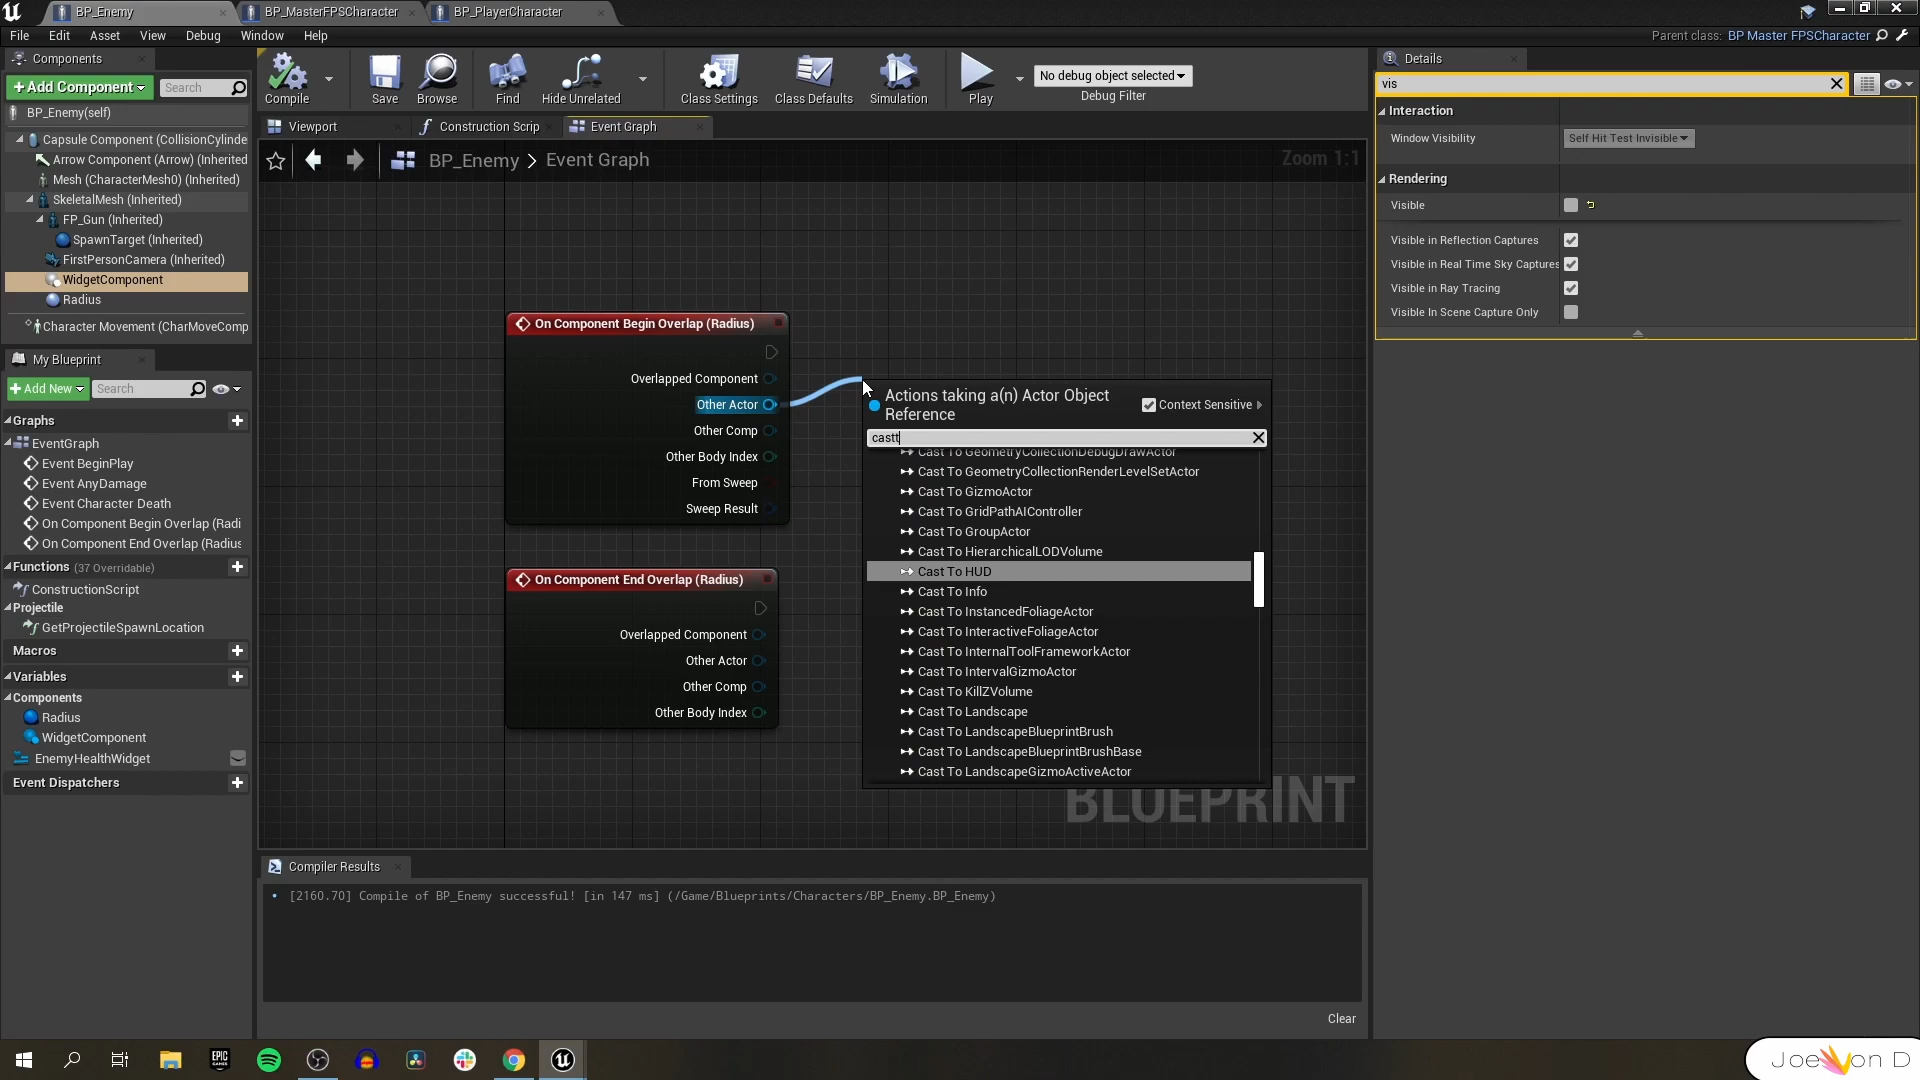 BP_Enemy
BP_MasterFPSCharacter
BP_PlayerCharacter
File Edit Asset View Debug Window Help
Parent class: BP Master FPSCharacter
Components
+Add Component
Search
BP_Enemy(self)
Capsule Component (CollisionCylinde
Arrow Component (Arrow) (Inherited
Mesh (CharacterMesh0) (Inherited)
SkeletalMesh (Inherited)
FP_Gun (Inherited)
SpawnTarget (Inherited)
FirstPersonCamera (Inherited)
WidgetComponent
Radius
Character Movement (CharMoveComp
My Blueprint
+Add New
Search
Graphs
EventGraph
Event BeginPlay
Event AnyDamage
Event Character Death
On Component Begin Overlap (Radi
On Component End Overlap (Radius
Functions (37 Overridable)
ConstructionScript
Projectile
GetProjectileSpawnLocation
Macros
Variables
Components
Radius
WidgetComponent
EnemyHealthWidget
Event Dispatchers
Compile
Save
Browse
Find
Hide Unrelated
Class Settings
Class Defaults
Simulation
Play
No debug object selected
Debug Filter
Viewport
Construction Scrip
Event Graph
BP_Enemy > Event Graph
Zoom 1:1
On Component Begin Overlap (Radius)
Overlapped Component
Other Actor
Other Comp
Other Body Index
From Sweep
Sweep Result
On Component End Overlap (Radius)
Overlapped Component
Other Actor
Other Comp
Other Body Index
Actions taking a(n) Actor Object
Reference
Context Sensitive
castt
Cast To GeometryCollectionDebugDrawActor
Cast To GeometryCollectionRenderLevelSetActor
Cast To GizmoActor
Cast To GridPathAIController
Cast To GroupActor
Cast To HierarchicalLODVolume
Cast To HUD
Cast To Info
Cast To InstancedFoliageActor
Cast To InteractiveFoliageActor
Cast To InternalToolFrameworkActor
Cast To IntervalGizmoActor
Cast To KillZVolume
Cast To Landscape
Cast To LandscapeBlueprintBrush
Cast To LandscapeBlueprintBrushBase
Cast To LandscapeGizmoActiveActor
BLUEPRINT
Compiler Results
[2160.70] Compile of BP_Enemy successful! [in 147 ms] (/Game/Blueprints/Characters/BP_Enemy.BP_Enemy)
Clear
Details
vis
Interaction
Window Visibility
Self Hit Test Invisible
Rendering
Visible
Visible in Reflection Captures
Visible in Real Time Sky Captures
Visible in Ray Tracing
Visible In Scene Capture Only
EPIC
GAMES